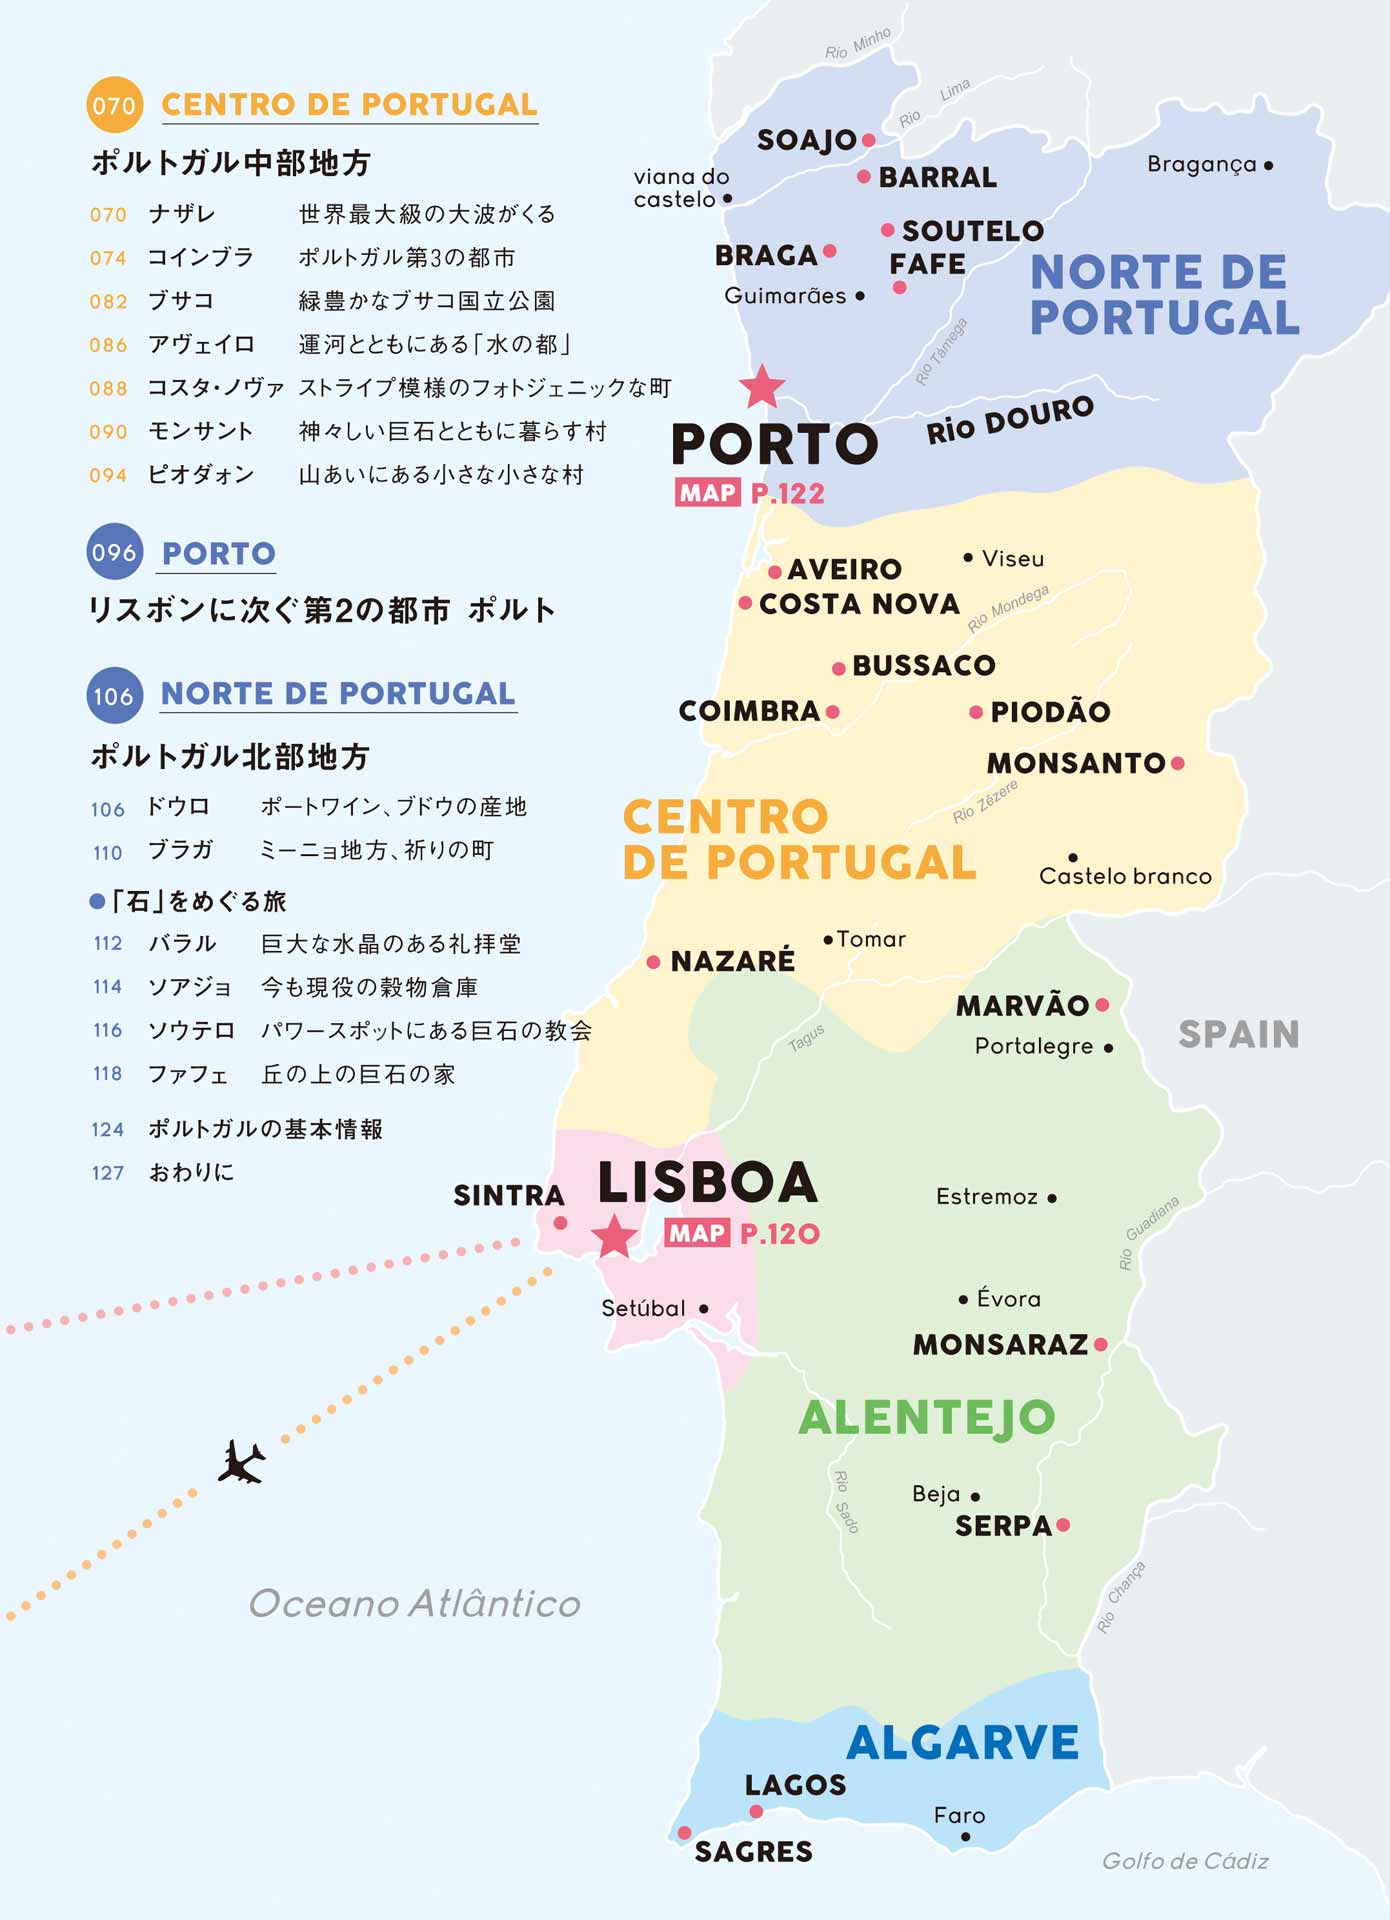 070 CENTRO DE PORTUGAL
ポルトガル中部地方
070 ナザレ 世界最大級の大波がくる
074 コインブラ ポルトガル第3の都市
082 ブサコ 緑豊かなブサコ国立公園
086 アヴェイロ 運河とともにある「水の都」
088 コスタ・ノヴァ ストライプ模様のフォトジェニックな町
090 モンサント 神々しい巨石とともに暮らす村
094 ピオダォン 山あいにある小さな小さな村
096 PORTO
リスボンに次ぐ第2の都市 ポルト
106 NORTE DE PORTUGAL
ポルトガル北部地方
106 ドウロ ポートワイン、ブドウの産地
110 ブラガ ミーニョ地方、祈りの町
●「石」をめぐる旅
112 バラル 巨大な水晶のある礼拝堂
114 ソアジョ 今も現役の穀物倉庫
116 ソウテロ パワースポットにある巨石の教会
118 ファフェ 丘の上の巨石の家
124 ポルトガルの基本情報
127 おわりに
Rio Minho
Rio Lima
SOAJO
BARRAL
viana do
castelo
Bragança
SOUTELO
BRAGA
FAFE
Guimarães
NORTE DE
PORTUGAL
Rio Tàmega
Rio DOURO
PORTO
MAP P.122
AVEIRO
Viseu
COSTA NOVA
Rio Mondega
BUSSACO
COIMBRA
PIODÃO
MONSANTO
Rio Zézere
CENTRO
DE PORTUGAL
Castelo branco
Tomar
NAZARÉ
MARVÃO
Portalegre
SPAIN
Tagus
LISBOA
SINTRA
MAP P.120
Estremoz
Rio Guadiana
Setúbal
Évora
MONSARAZ
ALENTEJO
Rio Sado
Beja
SERPA
Rio Chança
Oceano Atlântico
ALGARVE
LAGOS
Faro
SAGRES
Golfo de Cádiz